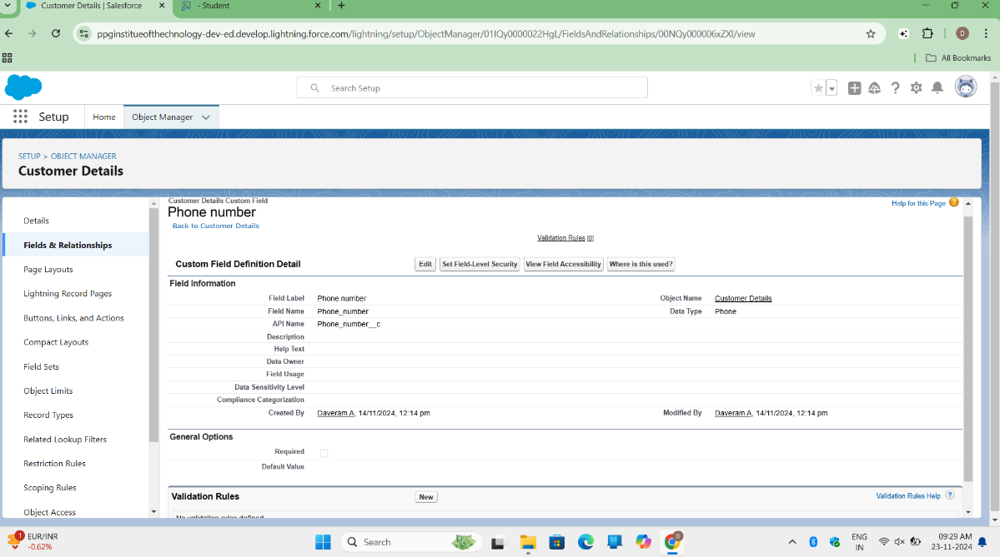 Customer Details | Salesforce
- Student
ppginstitueofthechnology-dev-ed.develop.lightning.force.com/lightning/setup/ObjectManager/01IQy0000022HgL/FieldsAndRelationships/00NQy000006xZXl/view
D
All Bookmarks
Search Setup
Setup
Home
Object Manager
SETUP > OBJECT MANAGER
Customer Details
Details
Fields & Relationships
Page Layouts
Lightning Record Pages
Buttons, Links, and Actions
Compact Layouts
Field Sets
Object Limits
Record Types
Related Lookup Filters
Restriction Rules
Scoping Rules
Object Access
Customer Details Custom Field
Phone number
Back to Customer Details
Help for this Page
Validation Rules [0]
Custom Field Definition Detail
Edit Set Field-Level Security View Field Accessibility Where is this used?
Field Information
Field Label Phone number Object Name Customer Details
Field Name Phone_number Data Type Phone
API Name Phone_number__c
Description
Help Text
Data Owner
Field Usage
Data Sensitivity Level
Compliance Categorization
Created By Daveram A, 14/11/2024, 12:14 pm Modified By Daveram A, 14/11/2024, 12:14 pm
General Options
Required
Default Value
Validation Rules New Validation Rules Help ?
No validation rules defined
1 EUR/INR
-0.62%
Search
D
ENG
IN
09:29 AM
23-11-2024